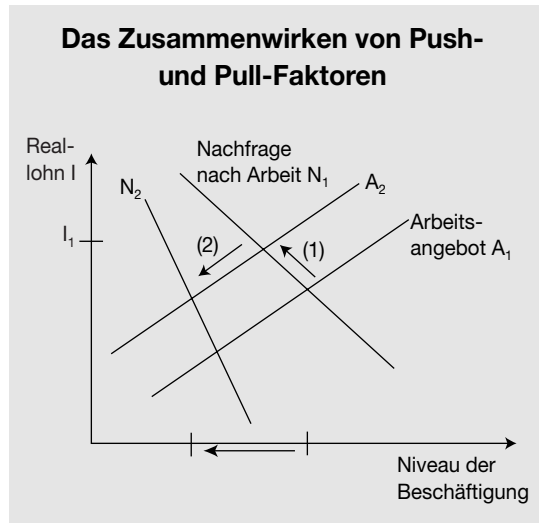 Das Zusammenwirken von Push-
und Pull-Faktoren
Real-
lohn I
Nachfrage
nach Arbeit N₁
N₂
A₂
Arbeits-
angebot A₁
I₁
(2)
(1)
Niveau der
Beschäftigung